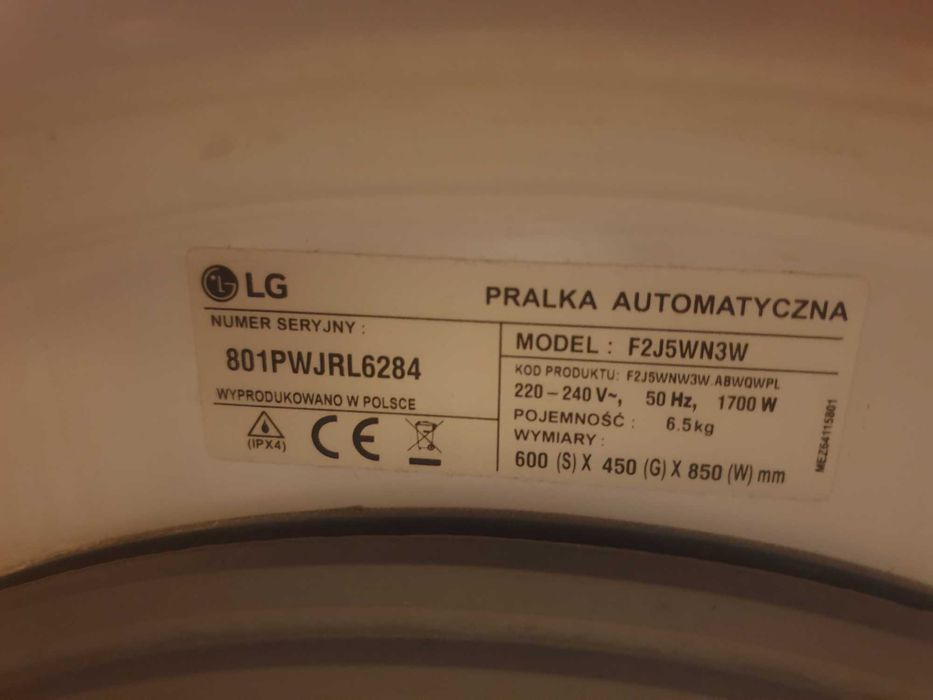 LG
PRALKA AUTOMATYCZNA
NUMER SERYJNY :
801PWJRL6284
WYPRODUKOWANO W POLSCE
(IPX4)
CE
MODEL : F2J5WN3W
KOD PRODUKTU: F2J5WNW3W.ABWQWPL
220-240 V~, 50 Hz, 1700 W
POJEMNOŚĆ : 6.5kg
WYMIARY :
600 (S) X 450 (G) X 850 (W) mm
MEZ64115801